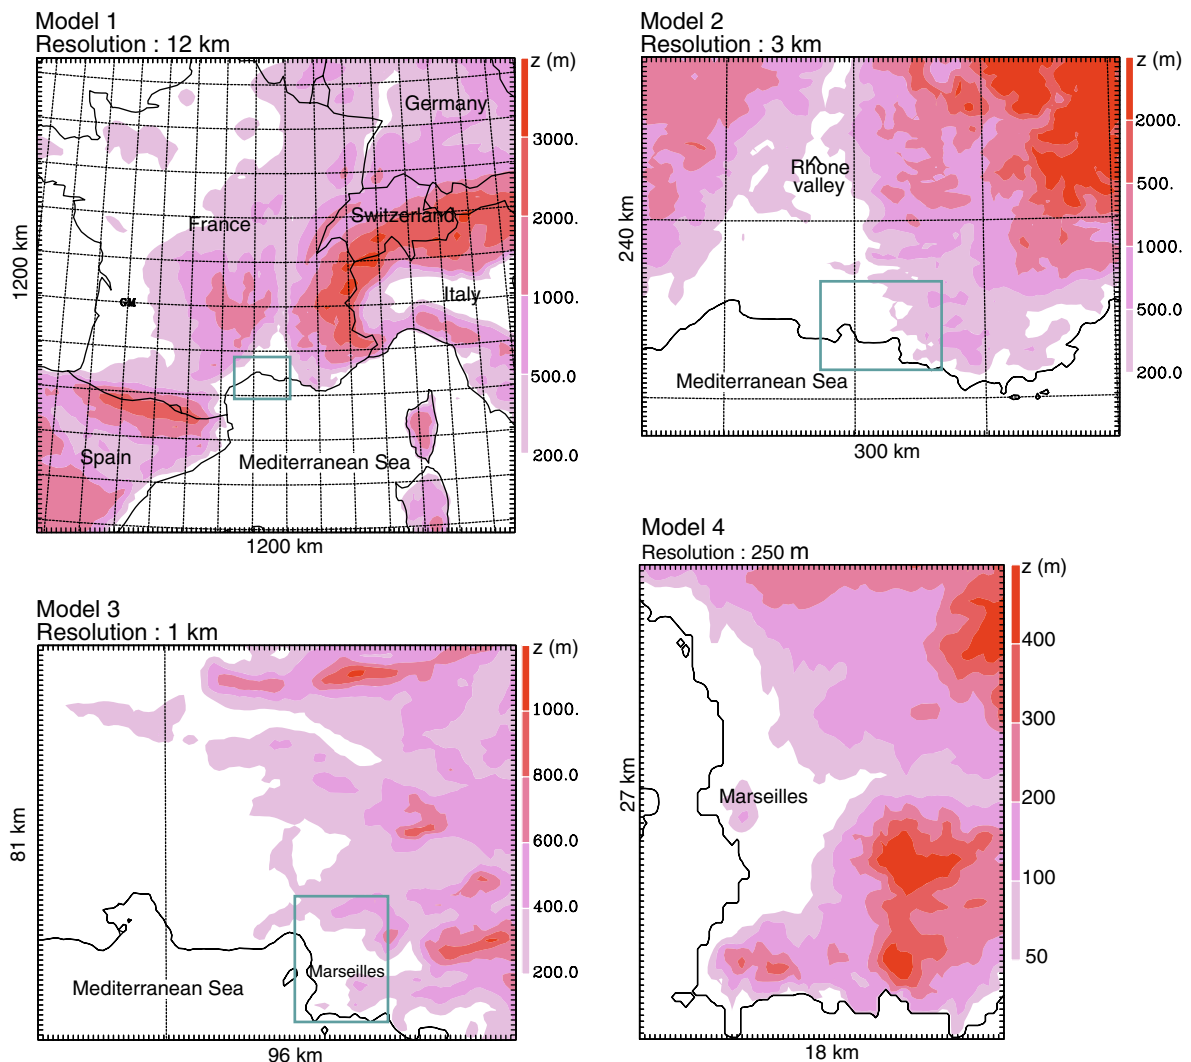 Model 1
Resolution : 12 km
z (m)
Germany
3000.
Switzerland
2000.
France
1200 km
GM
Italy
1000.
500.0
Spain
Mediterranean Sea
200.0
1200 km
Model 2
Resolution : 3 km
z (m)
2000.
Rhone
valley
500.
240 km
1000.
500.0
Mediterranean Sea
200.0
300 km
Model 3
Resolution : 1 km
z (m)
1000.
800.0
81 km
600.0
400.0
Marseilles
200.0
Mediterranean Sea
96 km
Model 4
Resolution : 250 m
z (m)
400
300
27 km
Marseilles
200
100
50
18 km